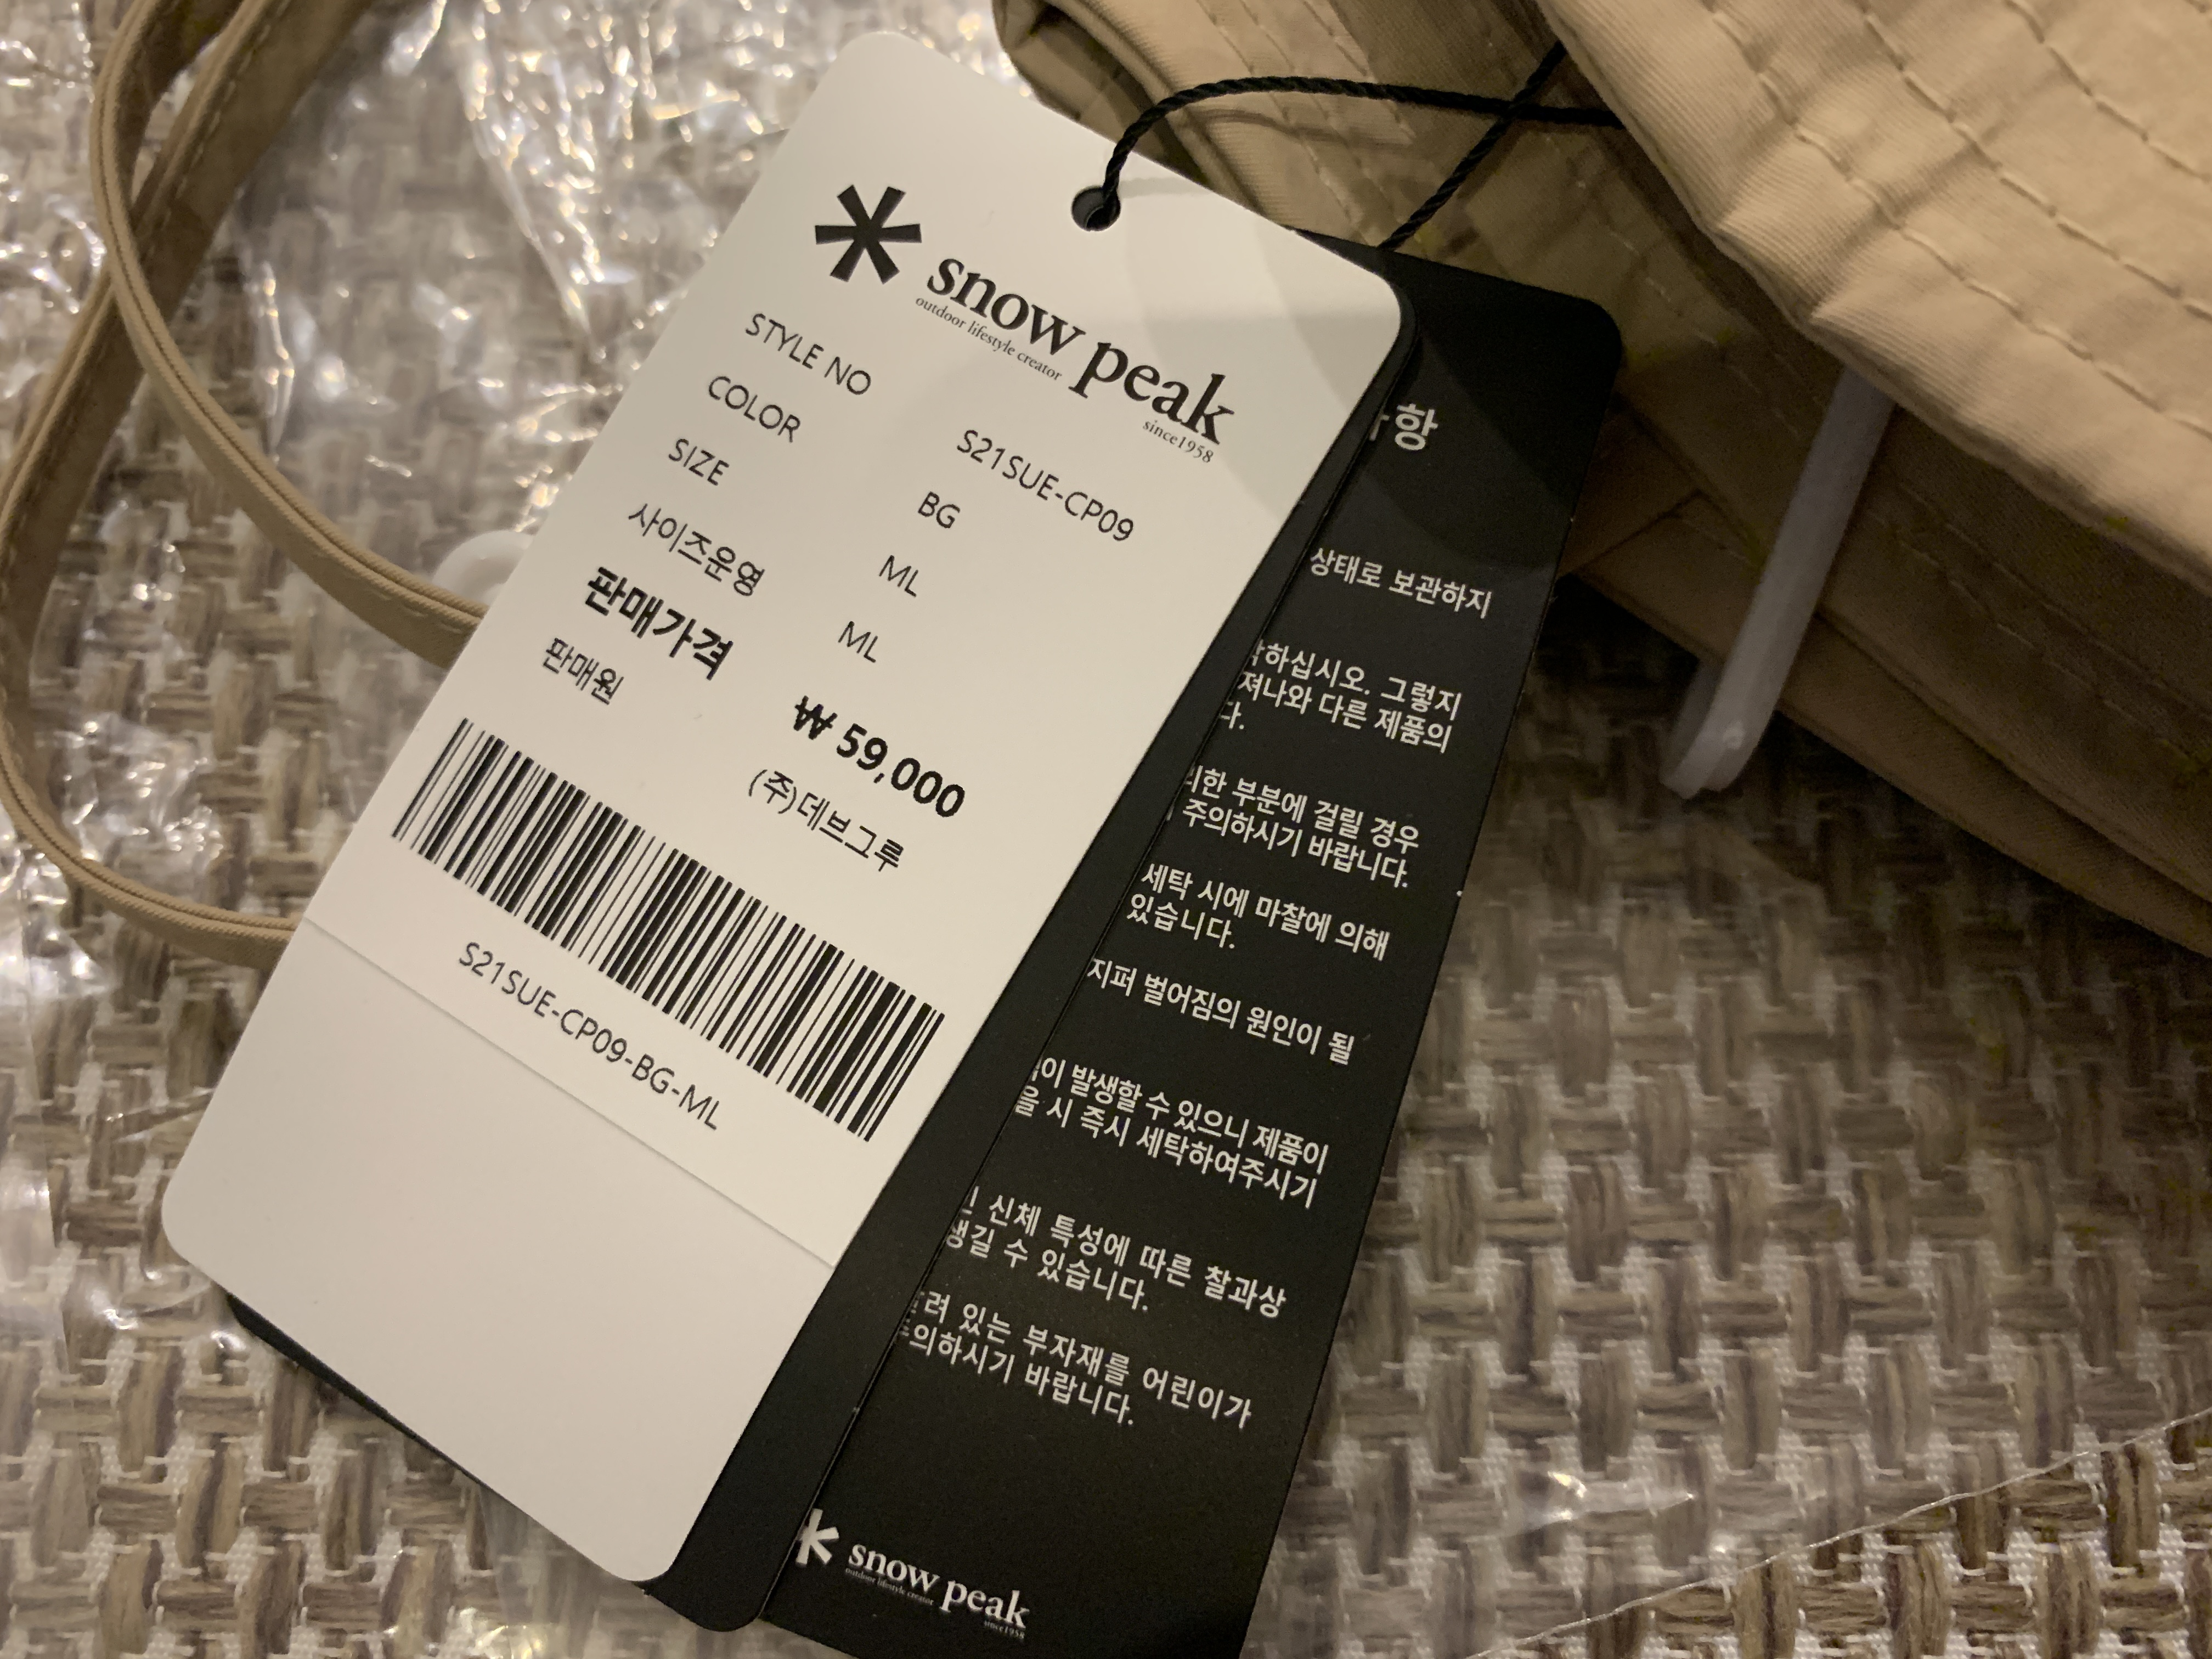 snow peak
outdoor lifestyle creator
since1958
STYLE NO S21SUE-CP09
COLOR BG
SIZE ML
사이즈운영 ML
판매가격 ₩ 59,000
판매원 (주)데브그루
S21SUE-CP09-BG-ML
항
상태로 보관하지
하십시오. 그렇지
져나와 다른 제품의
다.
한 부분에 걸릴 경우
주의하시기 바랍니다.
세탁 시에 마찰에 의해
있습니다.
지퍼 벌어짐의 원인이 될
이 발생할 수 있으니 제품이
을 시 즉시 세탁하여주시기
신체 특성에 따른 찰과상
생길 수 있습니다.
려 있는 부자재를 어린이가
의하시기 바랍니다.
snow peak
outdoor lifestyle creator
since1958